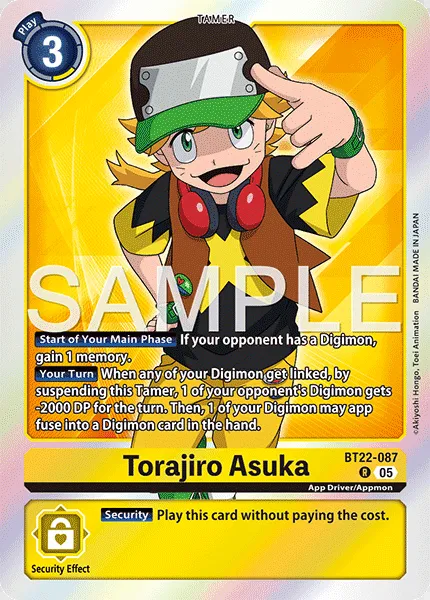 TAMER
Play
3
SAMPLE
Start of Your Main Phase If your opponent has a Digimon,
gain 1 memory.
Your Turn When any of your Digimon get linked, by
suspending this Tamer, 1 of your opponent's Digimon gets
-2000 DP for the turn. Then, 1 of your Digimon may app
fuse into a Digimon card in the hand.
©Akiyoshi Hongo, Toei Animation BANDAI MADE IN JAPAN
BT22-087
Torajiro Asuka
R 05
App Driver/Appmon
Security Play this card without paying the cost.
Security Effect